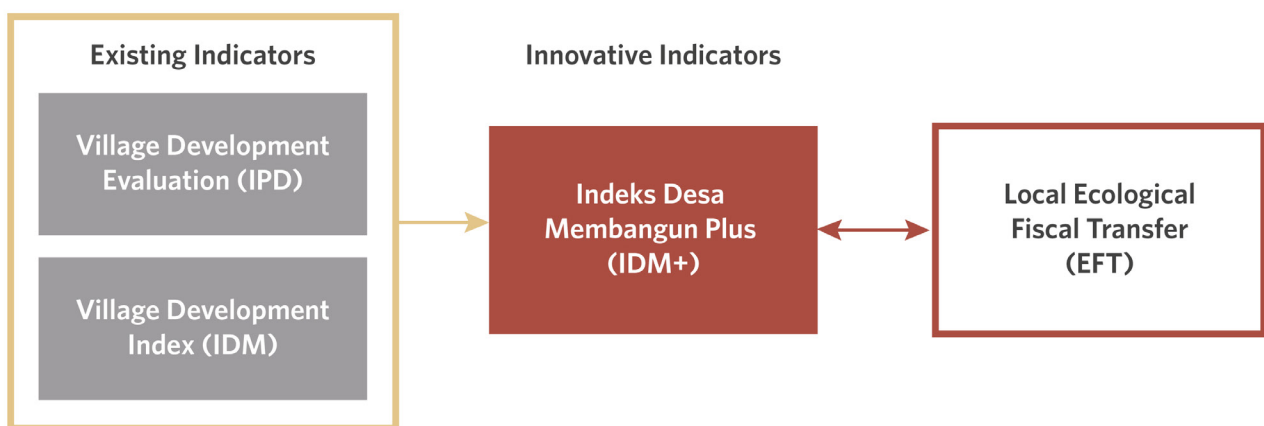 Existing Indicators
Village Development
Evaluation (IPD)
Village Development
Index (IDM)
Innovative Indicators
Indeks Desa
Membangun Plus
(IDM+)
Local Ecological
Fiscal Transfer
(EFT)